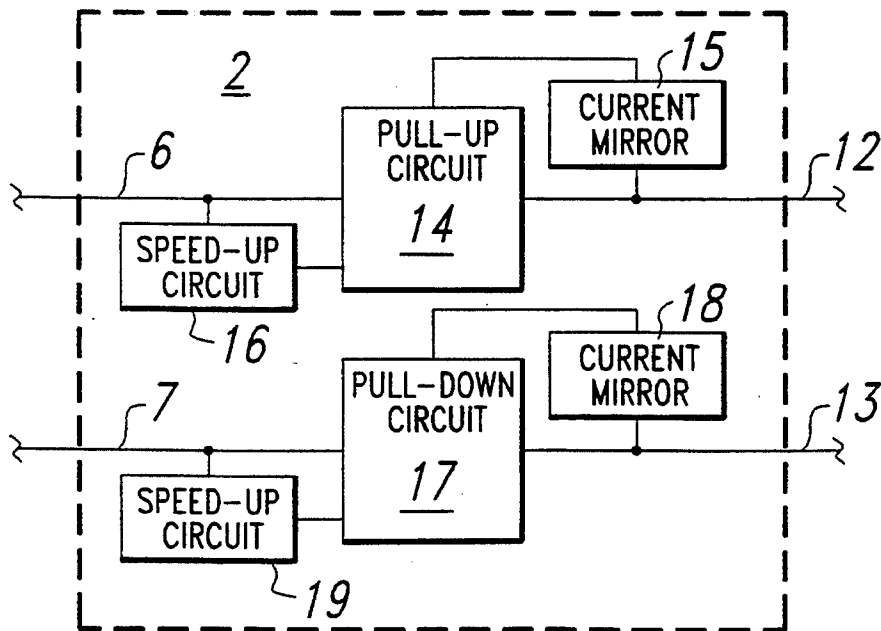 2
15
CURRENT
MIRROR
PULL-UP
CIRCUIT
14
6
12
SPEED-UP
CIRCUIT
16
18
CURRENT
MIRROR
PULL-DOWN
CIRCUIT
17
7
13
SPEED-UP
CIRCUIT
19